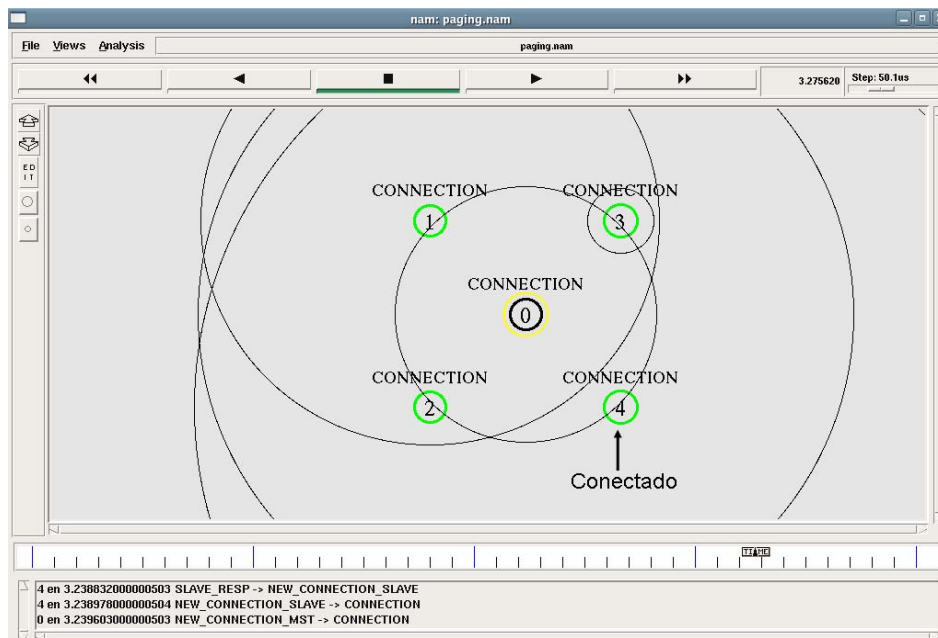 nam: paging.nam
File Views Analysis paging.nam
3.275620 Step: 50.1us
ED
IT
CONNECTION CONNECTION
1 3
CONNECTION
0
CONNECTION CONNECTION
2 4
Conectado
TIME
4 en 3.238832000000503 SLAVE_RESP -> NEW_CONNECTION_SLAVE
4 en 3.238978000000504 NEW_CONNECTION_SLAVE -> CONNECTION
0 en 3.239603000000503 NEW_CONNECTION_MST -> CONNECTION